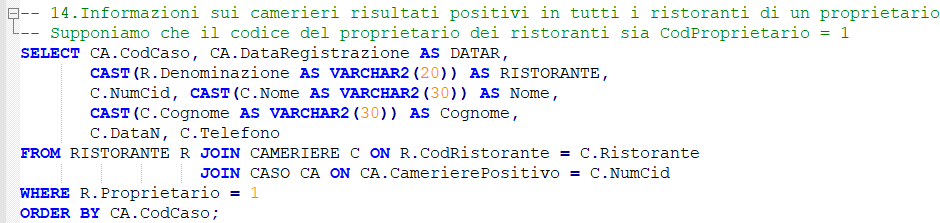 -- 14.Informazioni sui camerieri risultati positivi in tutti i ristoranti di un proprietario
-- Supponiamo che il codice del proprietario dei ristoranti sia CodProprietario = 1
SELECT CA.CodCaso, CA.DataRegistrazione AS DATAR,
CAST(R.Denominazione AS VARCHAR2(20)) AS RISTORANTE,
C.NumCid, CAST(C.Nome AS VARCHAR2(30)) AS Nome,
CAST(C.Cognome AS VARCHAR2(30)) AS Cognome,
C.DataN, C.Telefono
FROM RISTORANTE R JOIN CAMERIERE C ON R.CodRistorante = C.Ristorante
JOIN CASO CA ON CA.CamerierePositivo = C.NumCid
WHERE R.Proprietario = 1
ORDER BY CA.CodCaso;